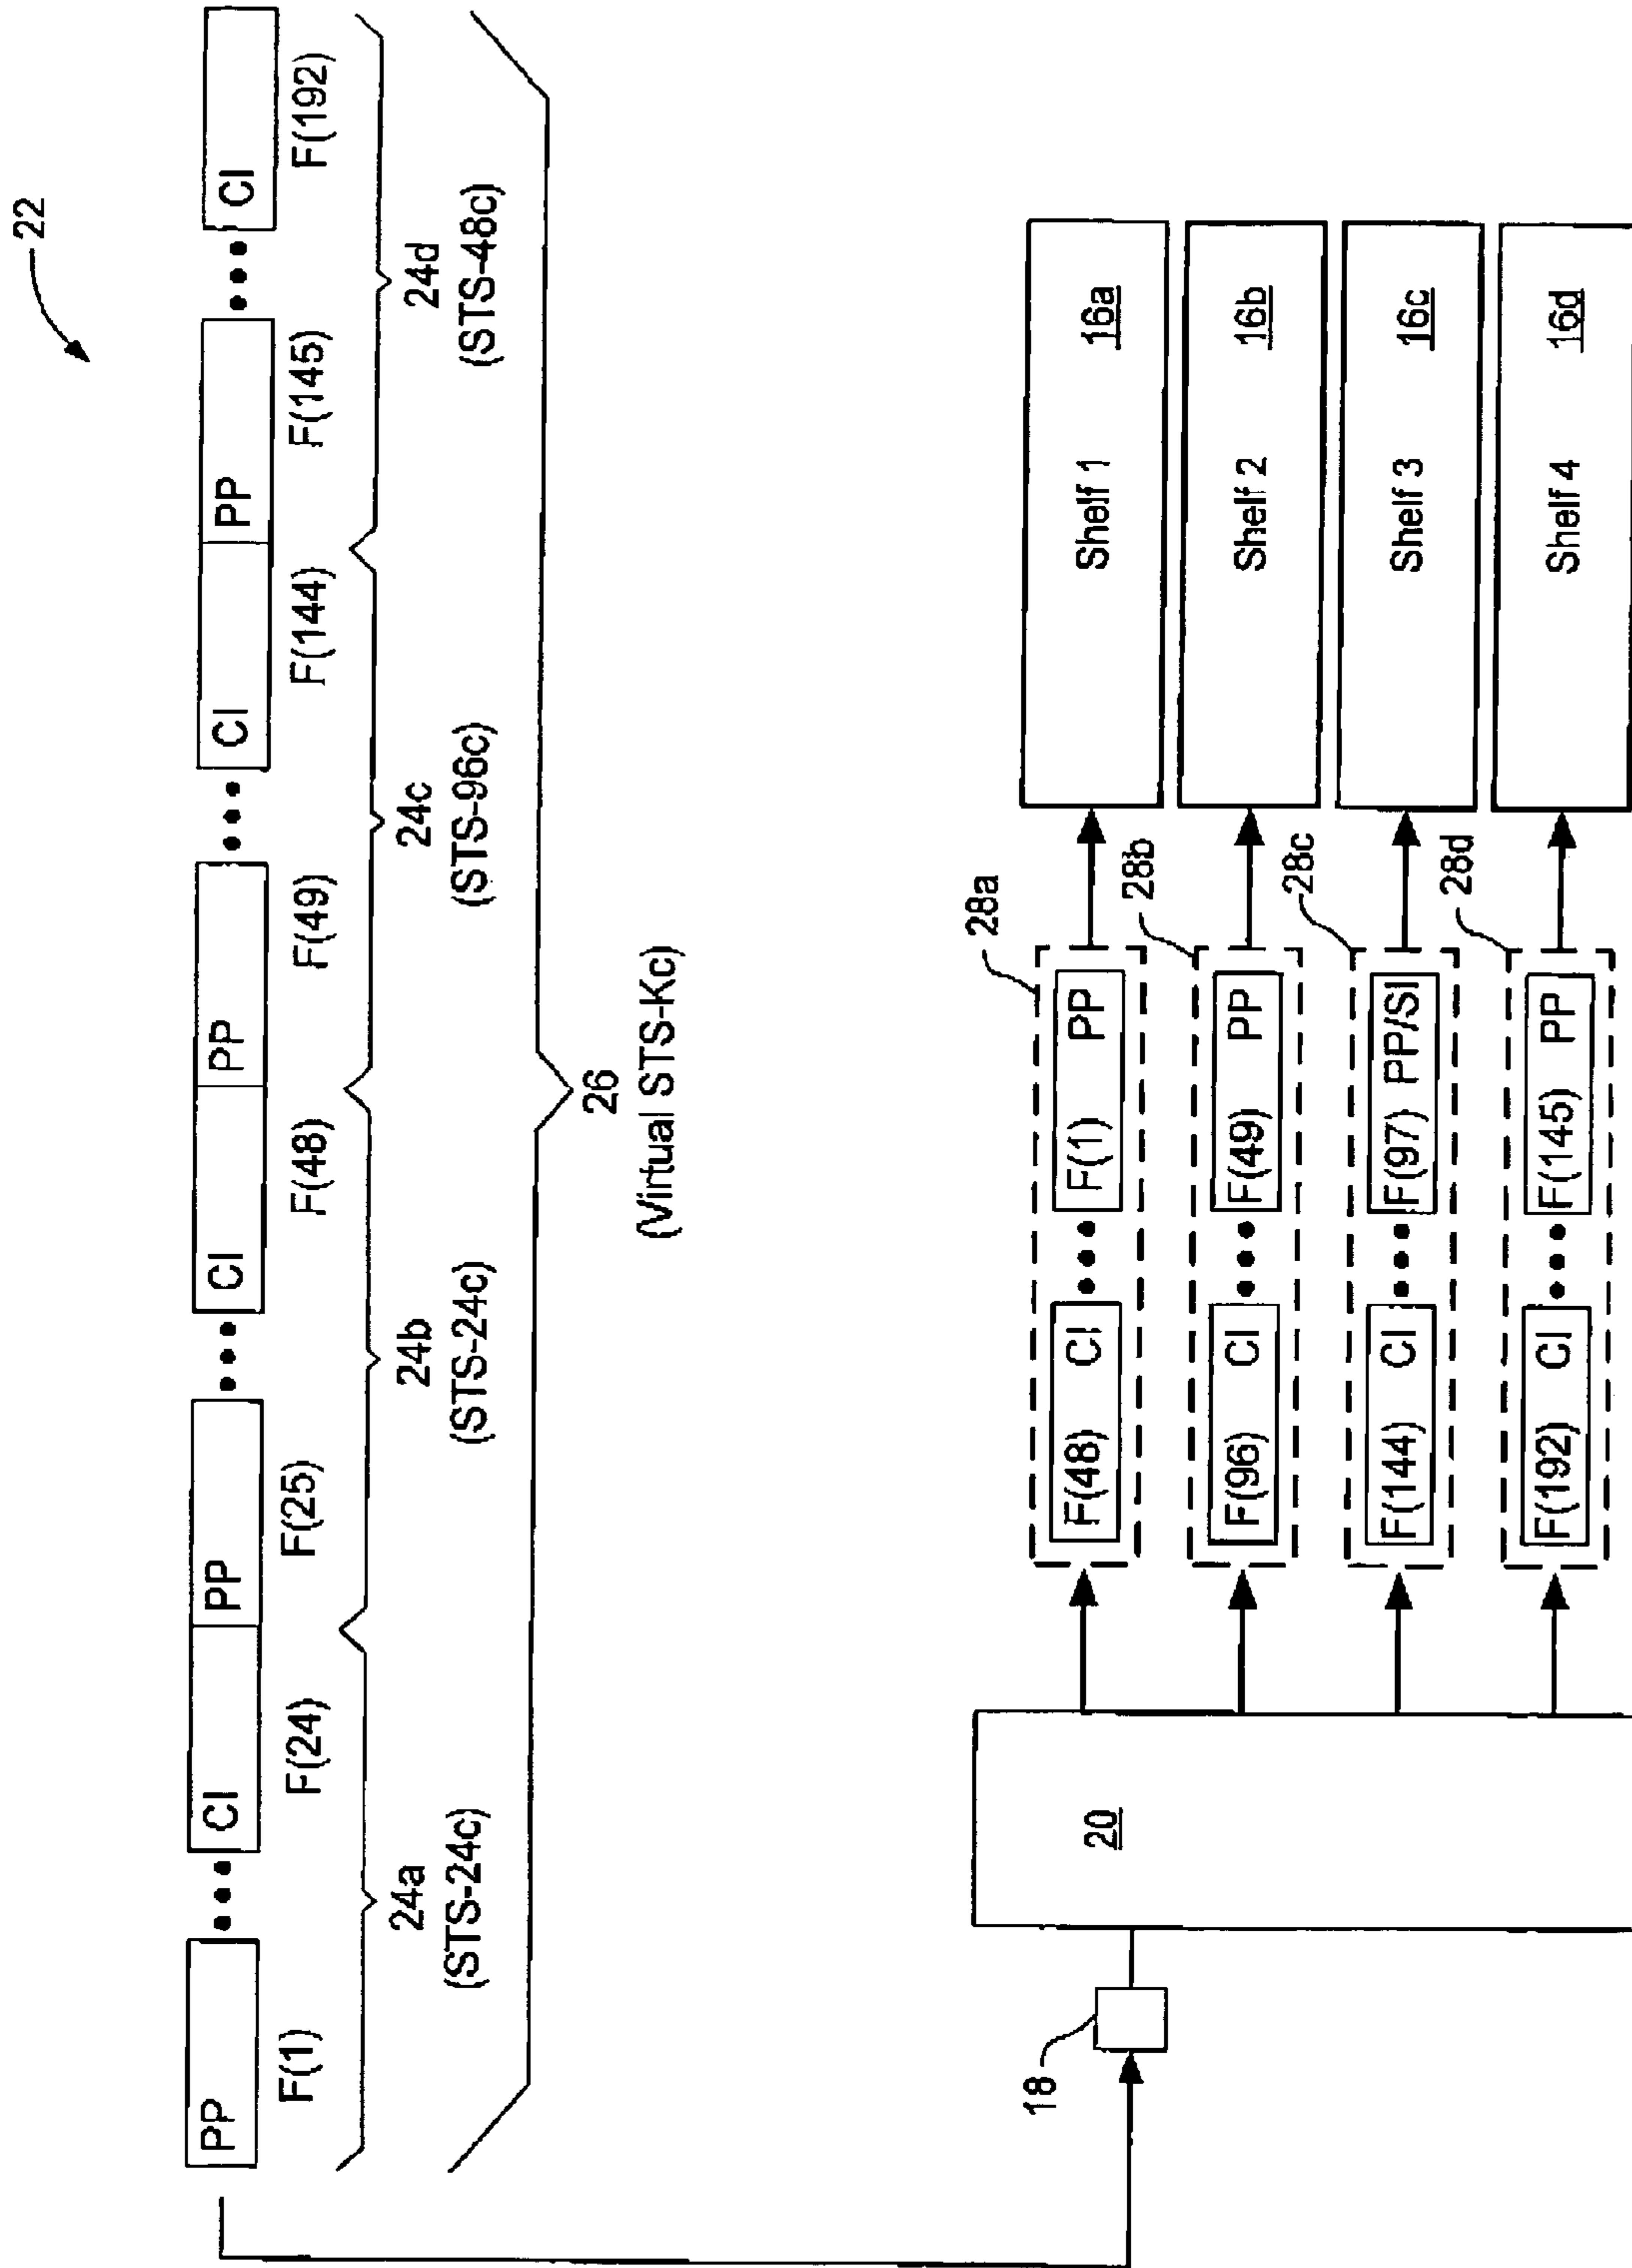 22
PP CI PP CI PP CI PP CI
F(1) F(24) F(25) F(48) F(49) F(144) F(145) F(192)
24a 24b 24c 24d
(STS-24c) (STS-24c) (STS-96c) (STS-48c)
26
(Virtual STS-Kc)
18
20
28a
F(48) CI F(1) PP
Shelf 1 16a
28b
F(96) CI F(49) PP
Shelf 2 16b
28c
F(144) CI F(97) PP/SI
Shelf 3 16c
28d
F(192) CI F(145) PP
Shelf 4 16d